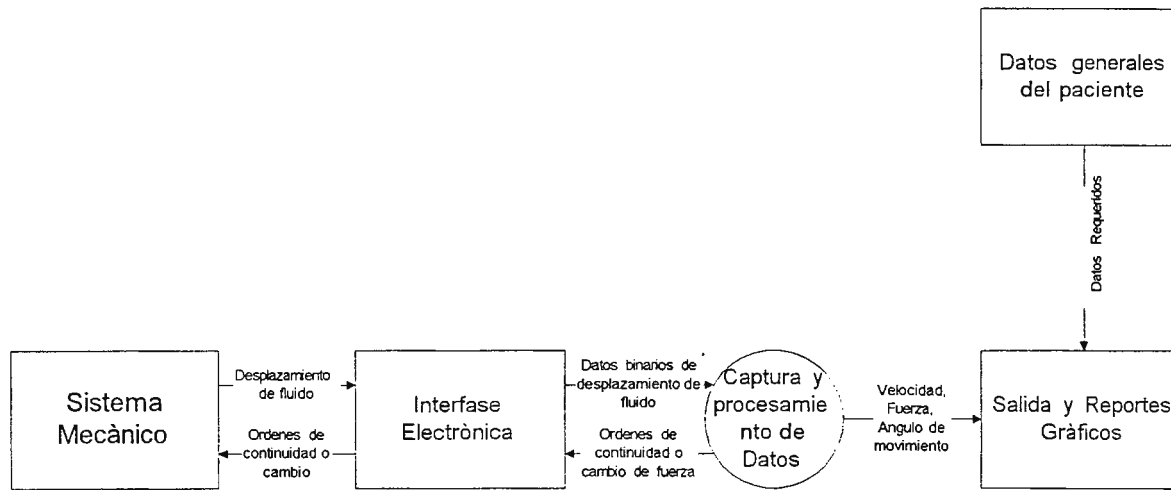 Datos generales
del paciente
Datos Requeridos
Sistema
Mecànico
Desplazamiento
de fluido
Ordenes de
continuidad o
cambio
Interfase
Electrònica
Datos binarios de
desplazamiento de
fluido
Ordenes de
continuidad o
cambio de fuerza
Captura y
procesamie
nto de
Datos
Velocidad,
Fuerza,
Angulo de
movimiento
Salida y Reportes
Gràficos